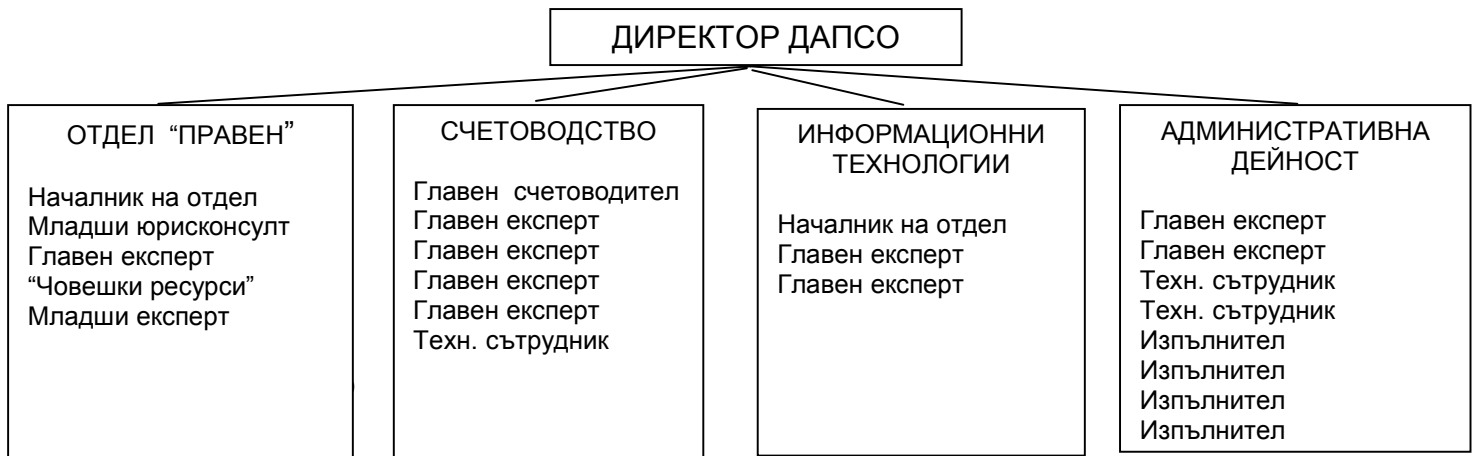 ДИРЕКТОР ДАПСО
ОТДЕЛ “ПРАВЕН”
Началник на отдел
Младши юрисконсулт
Главен експерт
“Човешки ресурси”
Младши експерт
СЧЕТОВОДСТВО
Главен счетоводител
Главен експерт
Главен експерт
Главен експерт
Главен експерт
Техн. сътрудник
ИНФОРМАЦИОННИ
ТЕХНОЛОГИИ
Началник на отдел
Главен експерт
Главен експерт
АДМИНИСТРАТИВНА
ДЕЙНОСТ
Главен експерт
Главен експерт
Техн. сътрудник
Техн. сътрудник
Изпълнител
Изпълнител
Изпълнител
Изпълнител